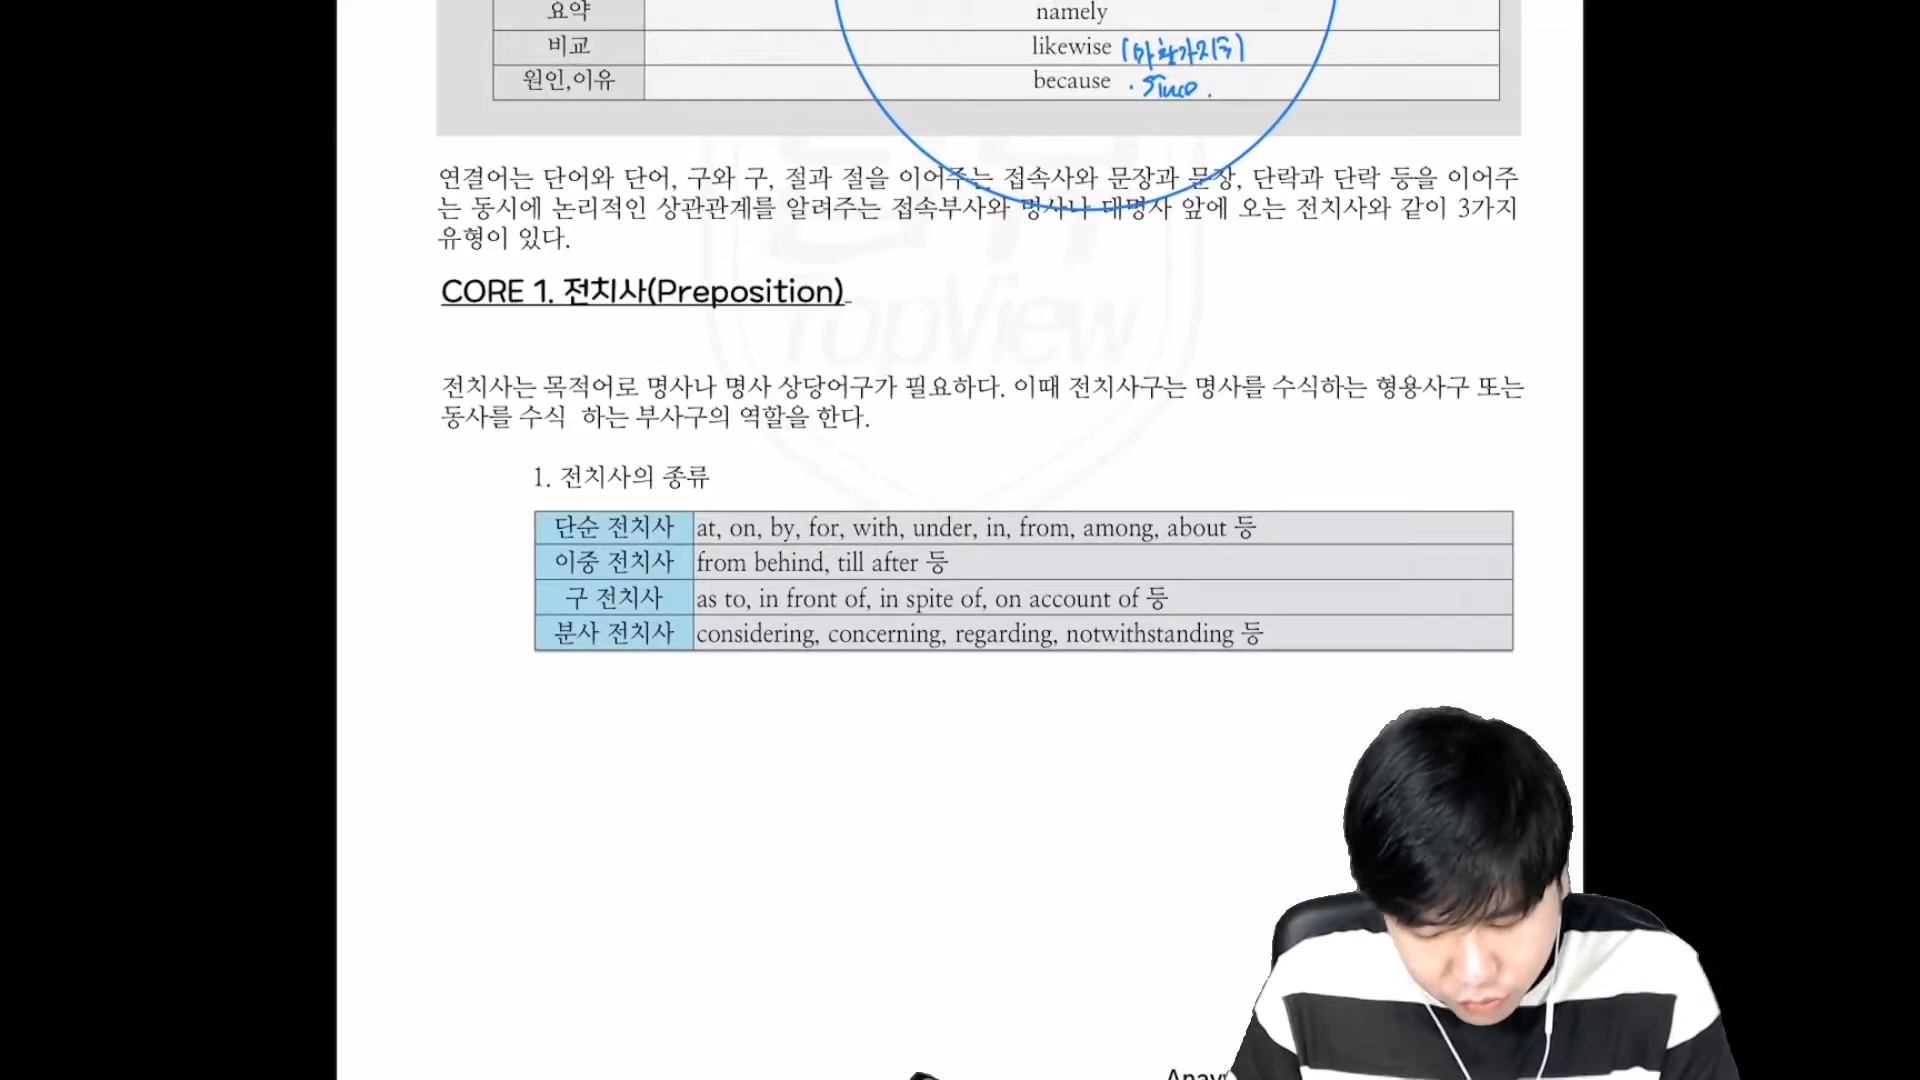 요약 namely
비교 likewise (마찬가지로)
원인,이유 because . Since .
연결어는 단어와 단어, 구와 구, 절과 절을 이어주는 접속사와 문장과 문장, 단락과 단락 등을 이어주
는 동시에 논리적인 상관관계를 알려주는 접속부사와 명사나 대명사 앞에 오는 전치사와 같이 3가지
유형이 있다.
CORE 1. 전치사(Preposition)
TopView
전치사는 목적어로 명사나 명사 상당어구가 필요하다. 이때 전치사구는 명사를 수식하는 형용사구 또는
동사를 수식 하는 부사구의 역할을 한다.
1. 전치사의 종류
단순 전치사 at, on, by, for, with, under, in, from, among, about 등
이중 전치사 from behind, till after 등
구 전치사 as to, in front of, in spite of, on account of 등
분사 전치사 considering, concerning, regarding, notwithstanding 등